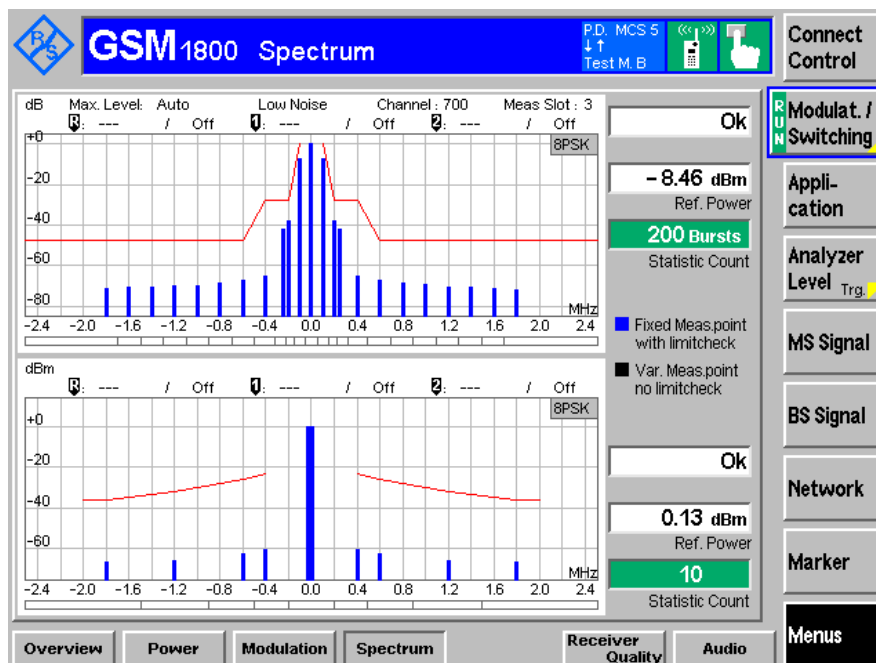 R/S
GSM 1800 Spectrum
P.D. MCS 5
Test M. B
Connect Control
RUN
Modulat. / Switching
Appli-
cation
Analyzer
Level Trg.
MS Signal
BS Signal
Network
Marker
Menus
dB Max. Level: Auto Low Noise Channel : 700 Meas Slot : 3
R: --- / Off 1: --- / Off 2: --- / Off
8PSK
+0
-20
-40
-60
-80
MHz
-2.4 -2.0 -1.6 -1.2 -0.8 -0.4 0.0 0.4 0.8 1.2 1.6 2.0 2.4
Ok
-8.46 dBm
Ref. Power
200 Bursts
Statistic Count
Fixed Meas.point
with limitcheck
Var. Meas.point
no limitcheck
dBm
R: --- / Off 1: --- / Off 2: --- / Off
8PSK
+0
-20
-40
-60
MHz
-2.4 -2.0 -1.6 -1.2 -0.8 -0.4 0.0 0.4 0.8 1.2 1.6 2.0 2.4
Ok
0.13 dBm
Ref. Power
10
Statistic Count
Overview Power Modulation Spectrum Receiver Quality Audio